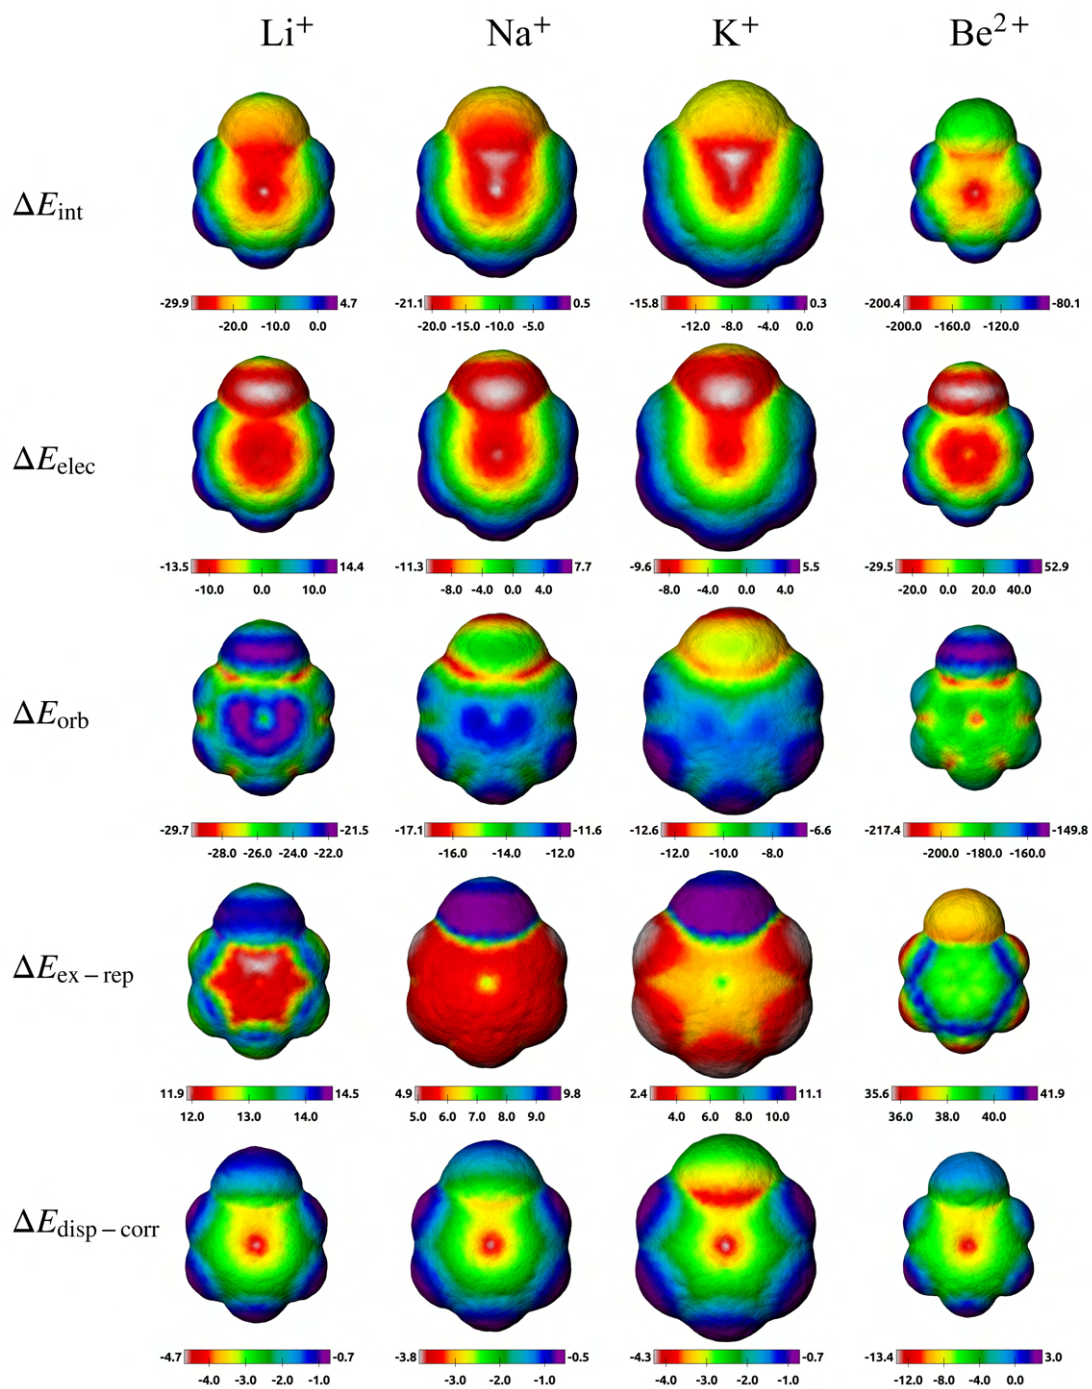 Li⁺ Na⁺ K⁺ Be²⁺
ΔE_int
-29.9 4.7 -21.1 0.5 -15.8 0.3 -200.4 -80.1
-20.0 -10.0 0.0 -20.0 -15.0 -10.0 -5.0 -12.0 -8.0 -4.0 0.0 -200.0 -160.0 -120.0
ΔE_elec
-13.5 14.4 -11.3 7.7 -9.6 5.5 -29.5 52.9
-10.0 0.0 10.0 -8.0 -4.0 0.0 4.0 -8.0 -4.0 0.0 4.0 -20.0 0.0 20.0 40.0
ΔE_orb
-29.7 -21.5 -17.1 -11.6 -12.6 -6.6 -217.4 -149.8
-28.0 -26.0 -24.0 -22.0 -16.0 -14.0 -12.0 -12.0 -10.0 -8.0 -200.0 -180.0 -160.0
ΔE_ex–rep
11.9 14.5 4.9 9.8 2.4 11.1 35.6 41.9
12.0 13.0 14.0 5.0 6.0 7.0 8.0 9.0 4.0 6.0 8.0 10.0 36.0 38.0 40.0
ΔE_disp–corr
-4.7 -0.7 -3.8 -0.5 -4.3 -0.7 -13.4 3.0
-4.0 -3.0 -2.0 -1.0 -3.0 -2.0 -1.0 -4.0 -3.0 -2.0 -1.0 -12.0 -8.0 -4.0 0.0